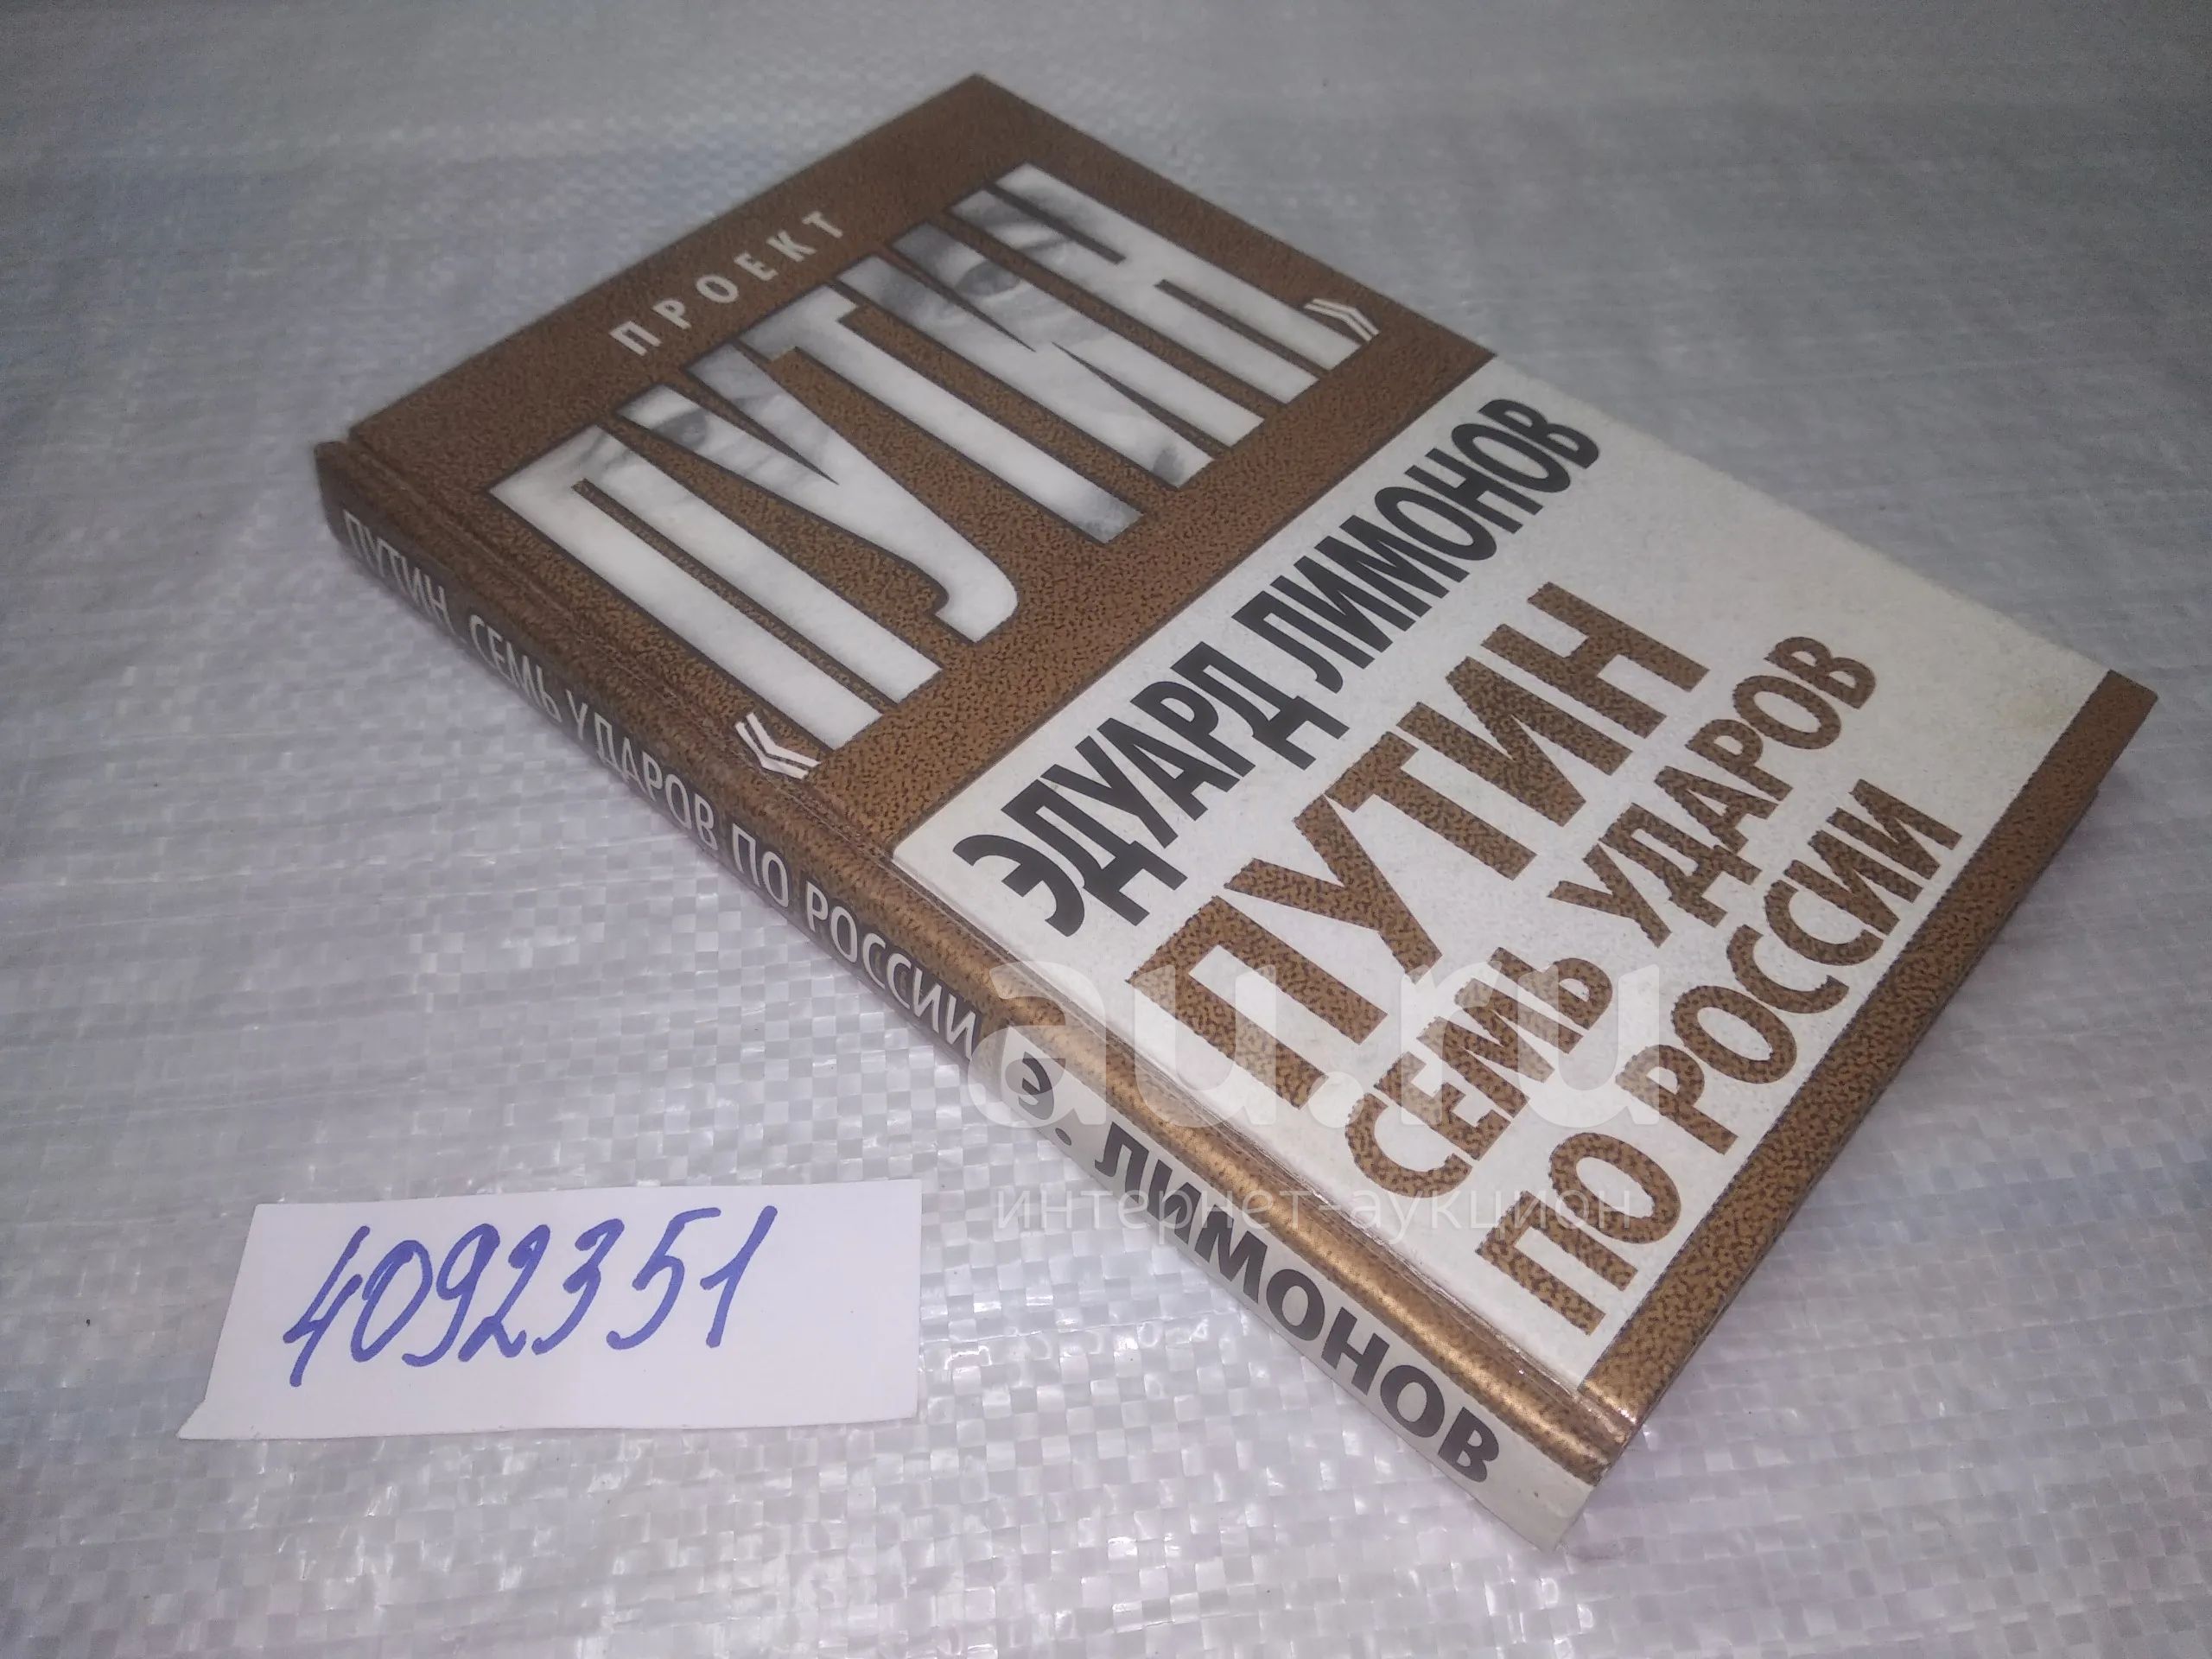 ПРОЕКТ
«ПУТИН»
ЭДУАРД ЛИМОНОВ
ПУТИН
СЕМЬ УДАРОВ
ПО РОССИИ
ПУТИН. СЕМЬ УДАРОВ ПО РОССИИ
Э. ЛИМОНОВ
au.ru
интернет-аукцион
4092351